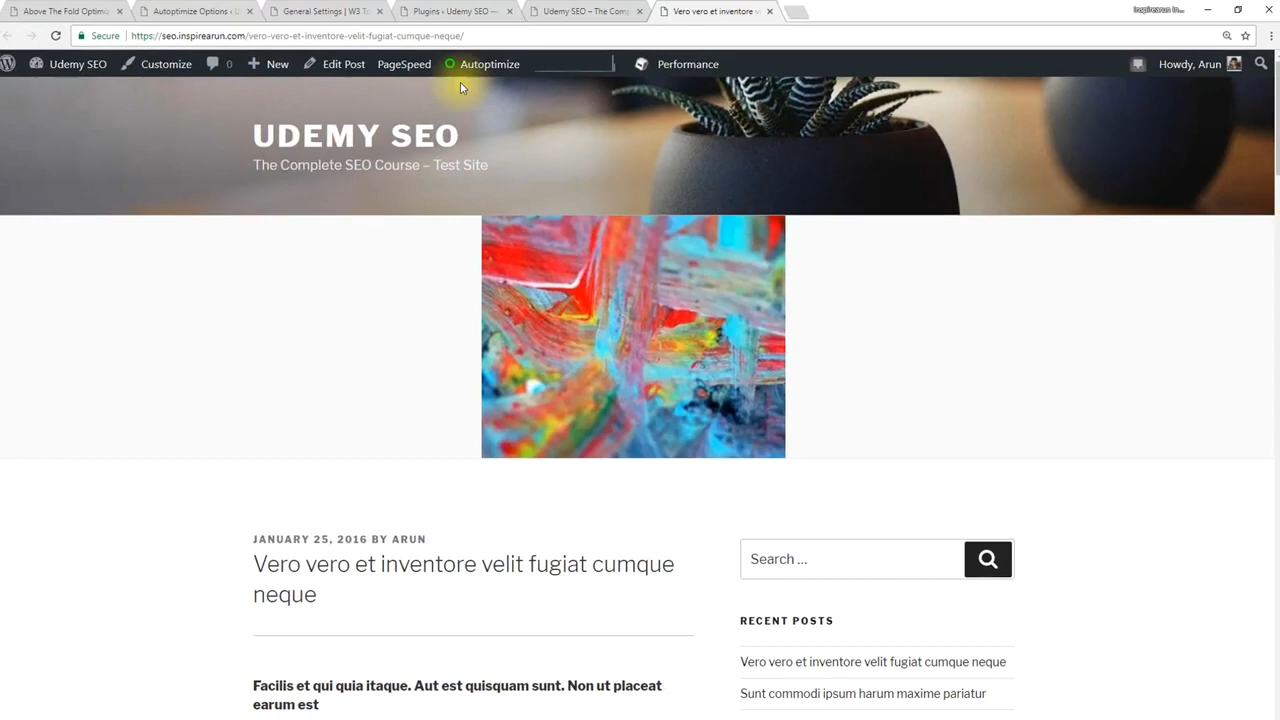 Above The Fold Optimiz
Autoptimize Options ‹ U
General Settings | W3 To
Plugins ‹ Udemy SEO —
Udemy SEO – The Comp
Vero vero et inventore v
inspirearun in...
Secure
https://seo.inspirearun.com/vero-vero-et-inventore-velit-fugiat-cumque-neque/
Udemy SEO
Customize
0
New
Edit Post
PageSpeed
Autoptimize
Performance
Howdy, Arun
UDEMY SEO
The Complete SEO Course – Test Site
JANUARY 25, 2016 BY ARUN
Vero vero et inventore velit fugiat cumque
neque
Facilis et qui quia itaque. Aut est quisquam sunt. Non ut placeat
earum est
Search …
RECENT POSTS
Vero vero et inventore velit fugiat cumque neque
Sunt commodi ipsum harum maxime pariatur